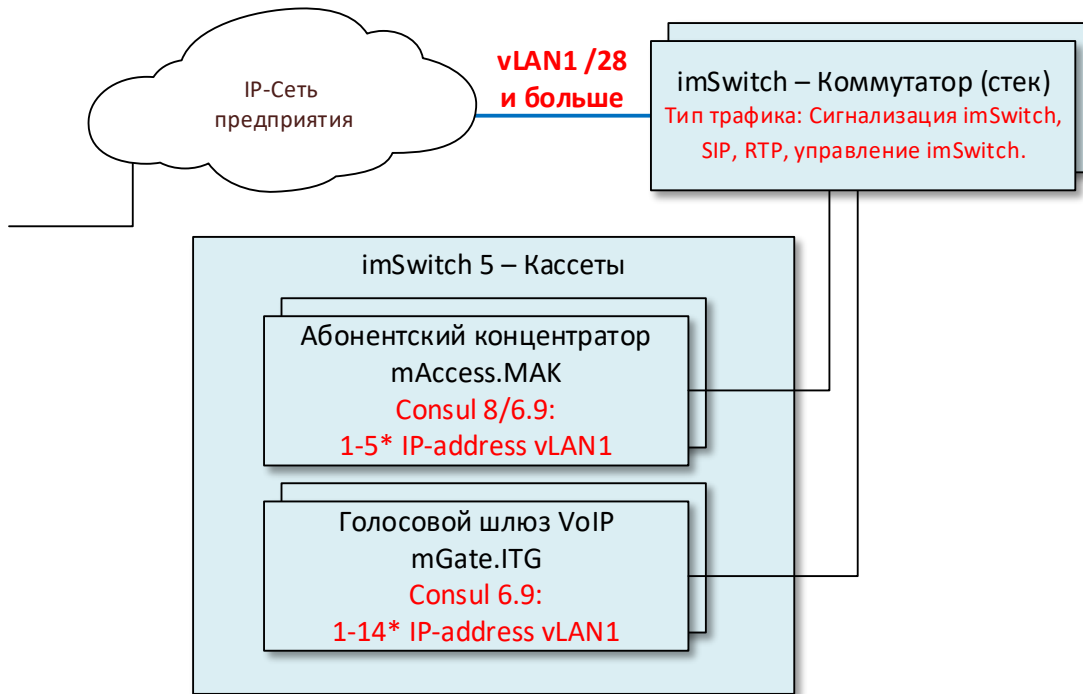 IP-Сеть
предприятия
vLAN1 /28
и больше
imSwitch – Коммутатор (стек)
Тип трафика: Сигнализация imSwitch,
SIP, RTP, управление imSwitch.
imSwitch 5 – Кассеты
Абонентский концентратор
mAccess.MAK
Consul 8/6.9:
1-5* IP-address vLAN1
Голосовой шлюз VoIP
mGate.ITG
Consul 6.9:
1-14* IP-address vLAN1